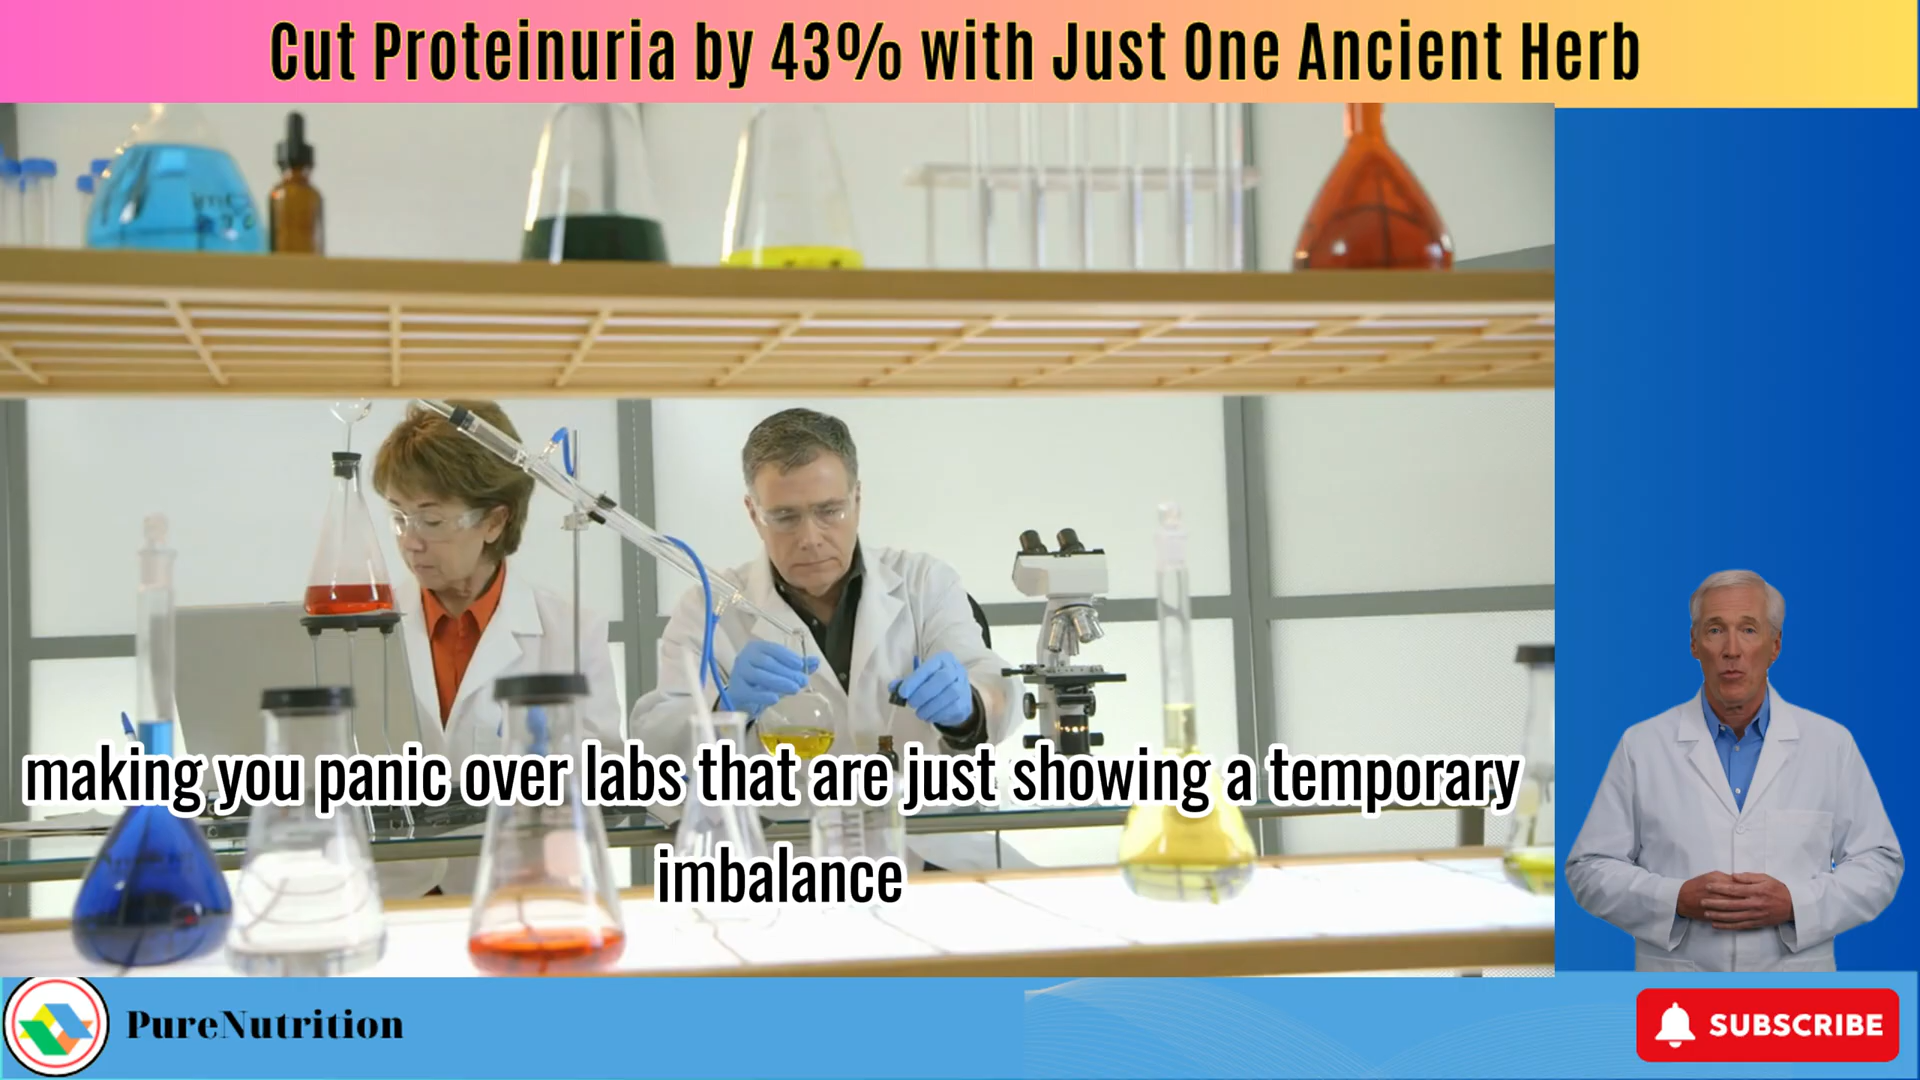 Cut Proteinuria by 43% with Just One Ancient Herb
making you panic over labs that are just showing a temporary
imbalance
PureNutrition
SUBSCRIBE